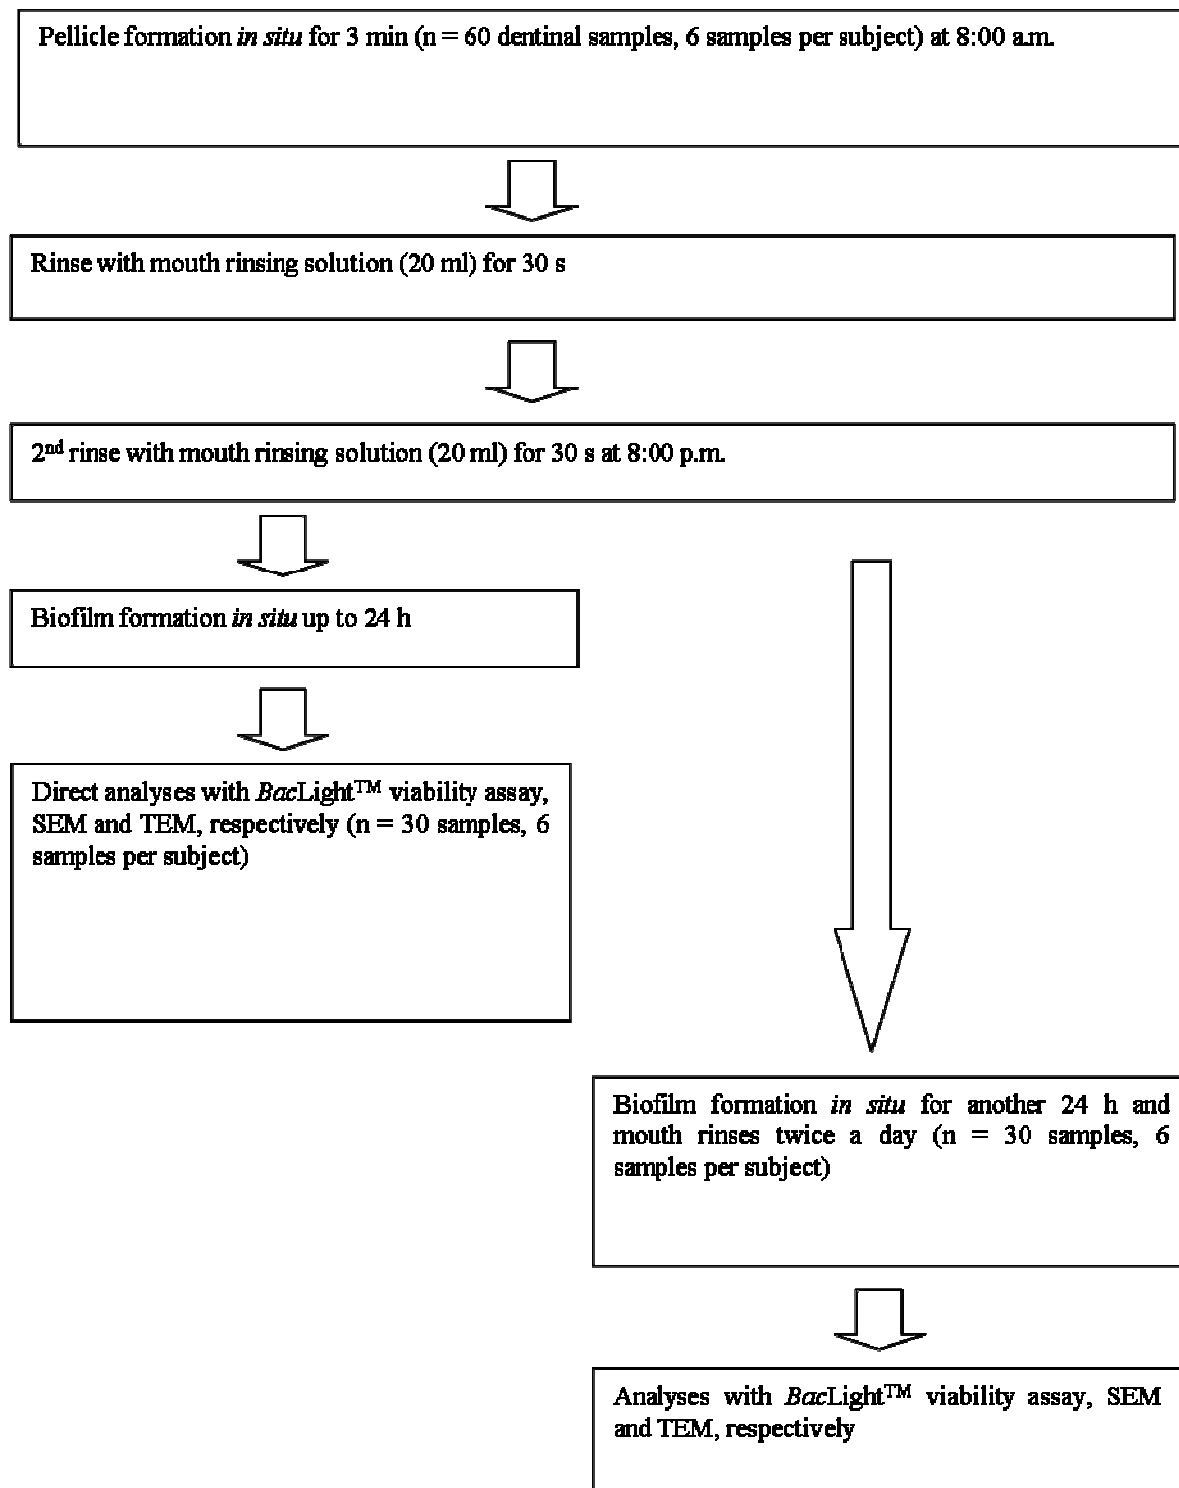 Pellicle formation in situ for 3 min (n = 60 dentinal samples, 6 samples per subject) at 8:00 a.m.
Rinse with mouth rinsing solution (20 ml) for 30 s
2nd rinse with mouth rinsing solution (20 ml) for 30 s at 8:00 p.m.
Biofilm formation in situ up to 24 h
Direct analyses with BacLight™ viability assay,
SEM and TEM, respectively (n = 30 samples, 6
samples per subject)
Biofilm formation in situ for another 24 h and
mouth rinses twice a day (n = 30 samples, 6
samples per subject)
Analyses with BacLight™ viability assay, SEM
and TEM, respectively